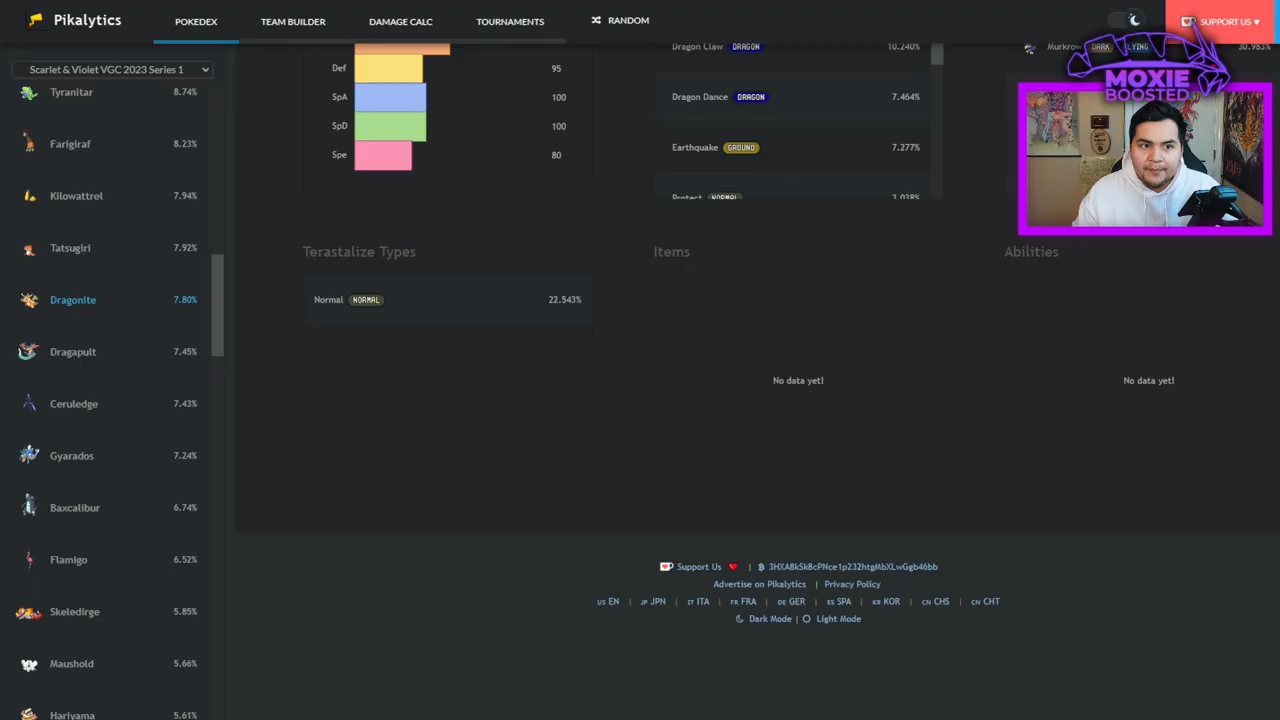 Pikalytics
POKEDEX
TEAM BUILDER
DAMAGE CALC
TOURNAMENTS
RANDOM
SUPPORT US ♥
Scarlet & Violet VGC 2023 Series 1
Tyranitar 8.74%
Farigiraf 8.23%
Kilowattrel 7.94%
Tatsugiri 7.92%
Dragonite 7.80%
Dragapult 7.45%
Ceruledge 7.43%
Gyarados 7.24%
Baxcalibur 6.74%
Flamigo 6.52%
Skeledirge 5.85%
Maushold 5.66%
Hariyama 5.61%
Def 95
SpA 100
SpD 100
Spe 80
Dragon Claw DRAGON 10.240%
Dragon Dance DRAGON 7.464%
Earthquake GROUND 7.277%
Protect NORMAL 3.038%
Murkrow DARK FLYING 30.983%
MOXIE
BOOSTED
Terastalize Types
Normal NORMAL 22.543%
Items
No data yet!
Abilities
No data yet!
Support Us | 3HXABkSk8cPNce1p232htgMbXLwGgb46bb
Advertise on Pikalytics | Privacy Policy
US EN | JP JPN | IT ITA | FR FRA | DE GER | ES SPA | KR KOR | CN CHS | CN CHT
Dark Mode | Light Mode